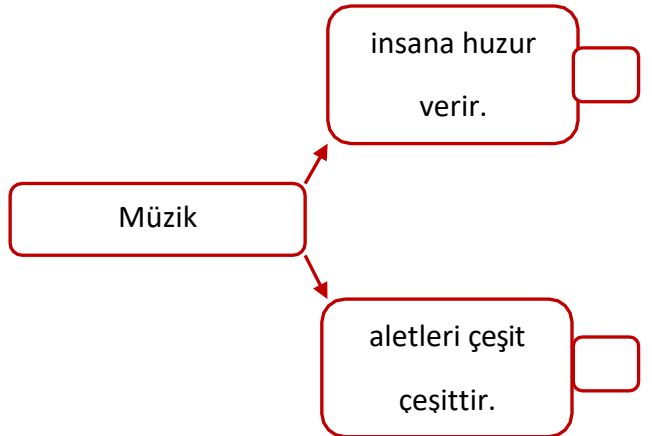 insana huzur
verir.
Müzik
aletleri çeşit
çeşittir.